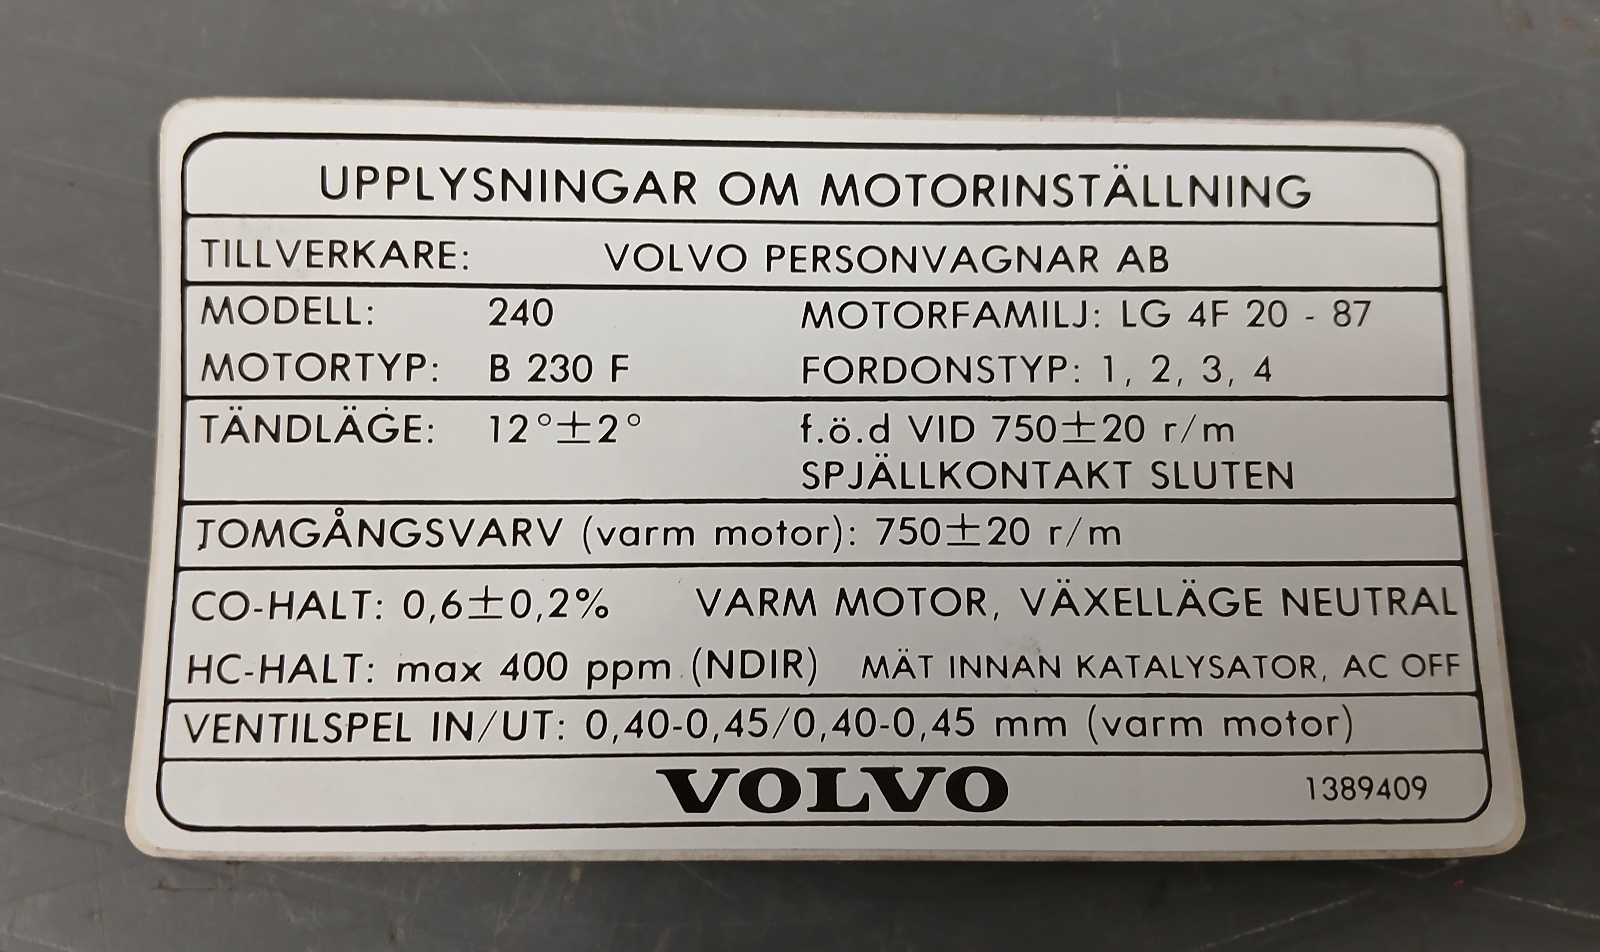 UPPLYSNINGAR OM MOTORINSTÄLLNING
TILLVERKARE: VOLVO PERSONVAGNAR AB
MODELL: 240 MOTORFAMILJ: LG 4F 20 - 87
MOTORTYP: B 230 F FORDONSTYP: 1, 2, 3, 4
TÄNDLÄGE: 12°±2° f.ö.d VID 750±20 r/m
SPJÄLLKONTAKT SLUTEN
TOMGÅNGSVARV (varm motor): 750±20 r/m
CO-HALT: 0,6±0,2% VARM MOTOR, VÄXELLÄGE NEUTRAL
HC-HALT: max 400 ppm (NDIR) MÄT INNAN KATALYSATOR, AC OFF
VENTILSPEL IN/UT: 0,40-0,45/0,40-0,45 mm (varm motor)
VOLVO 1389409